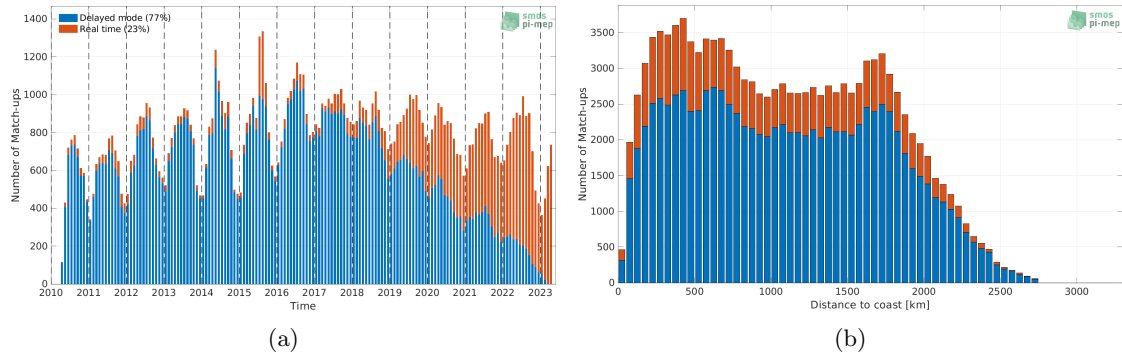 Delayed mode (77%)
Real time (23%)
smos
pi-mep
Number of Match-ups
1400
1200
1000
800
600
400
200
0
2010 2011 2012 2013 2014 2015 2016 2017 2018 2019 2020 2021 2022 2023
Time
(a)
smos
pi-mep
Number of Match-ups
3500
3000
2500
2000
1500
1000
500
0
0 500 1000 1500 2000 2500 3000
Distance to coast [km]
(b)